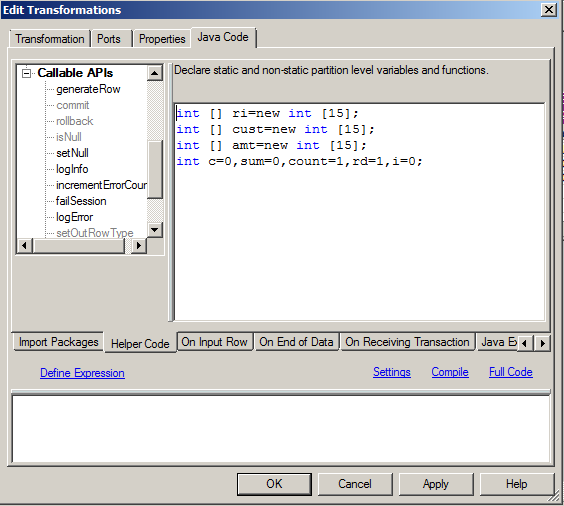 Edit Transformations
Transformation Ports Properties Java Code
Callable APIs
generateRow
commit
rollback
isNull
setNull
logInfo
incrementErrorCour
failSession
logError
setOutRowType
Declare static and non-static partition level variables and functions.
int [] ri=new int [15];
int [] cust=new int [15];
int [] amt=new int [15];
int c=0,sum=0,count=1,rd=1,i=0;
Import Packages Helper Code On Input Row On End of Data On Receiving Transaction Java E
Define Expression Settings Compile Full Code
OK Cancel Apply Help